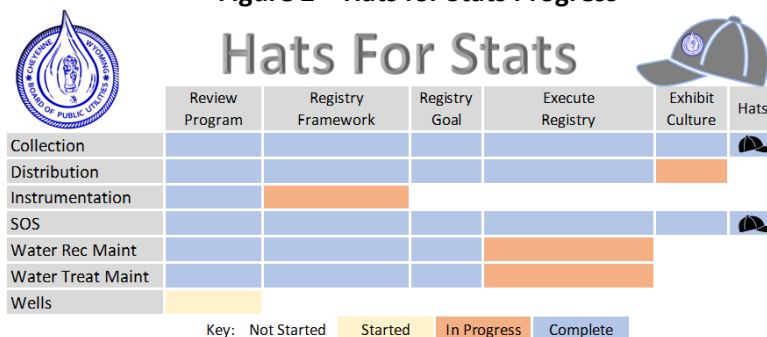 Hats For Stats
CHEYENNE WYOMING
BOARD OF PUBLIC UTILITIES
Review Program
Registry Framework
Registry Goal
Execute Registry
Exhibit Culture
Hats
Collection
Distribution
Instrumentation
SOS
Water Rec Maint
Water Treat Maint
Wells
Key: Not Started Started In Progress Complete